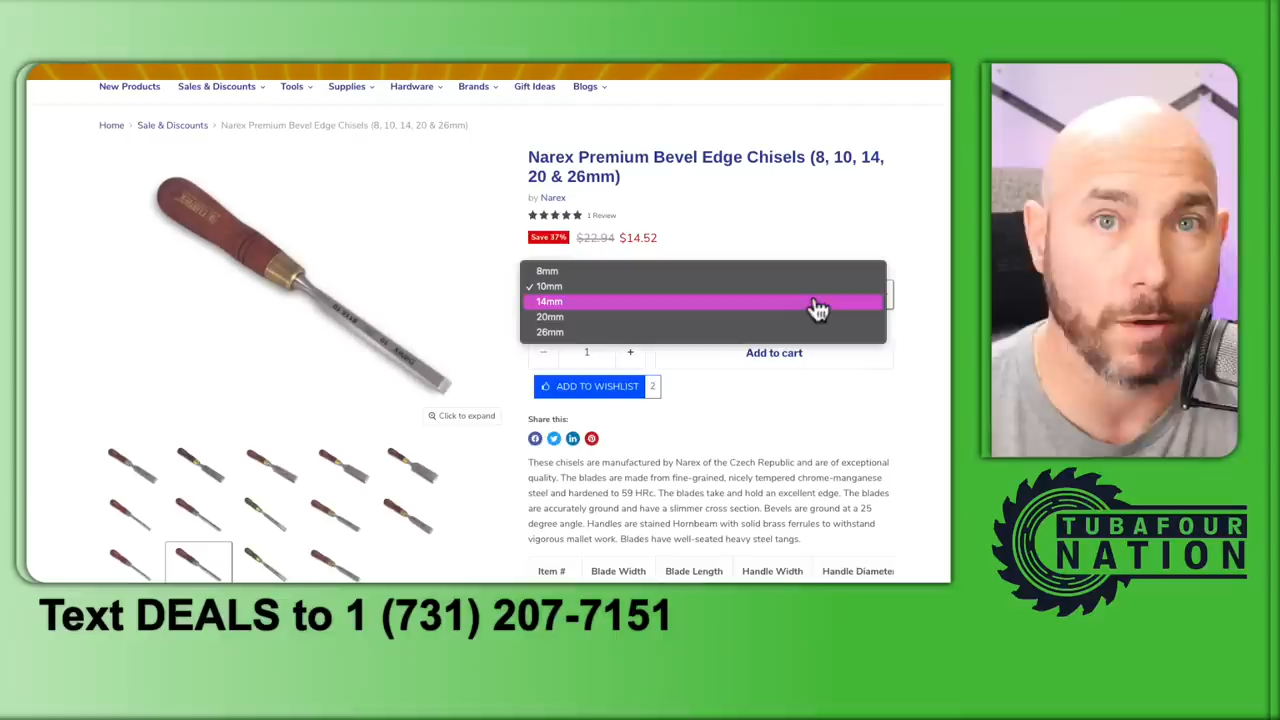 New Products Sales & Discounts Tools Supplies Hardware Brands Gift Ideas Blogs
Home › Sale & Discounts › Narex Premium Bevel Edge Chisels (8, 10, 14, 20 & 26mm)
Narex Premium Bevel Edge Chisels (8, 10, 14,
20 & 26mm)
by Narex
1 Review
Save 37% $22.94 $14.52
8mm
✓ 10mm
14mm
20mm
26mm
− 1 + Add to cart
ADD TO WISHLIST 2
Click to expand
Share this:
These chisels are manufactured by Narex of the Czech Republic and are of exceptional
quality. The blades are made from fine-grained, nicely tempered chrome-manganese
steel and hardened to 59 HRc. The blades take and hold an excellent edge. The blades
are accurately ground and have a slimmer cross section. Bevels are ground at a 25
degree angle. Handles are stained Hornbeam with solid brass ferrules to withstand
vigorous mallet work. Blades have well-seated heavy steel tangs.
Item # Blade Width Blade Length Handle Width Handle Diameter
TUBAFOUR
NATION
Text DEALS to 1 (731) 207-7151